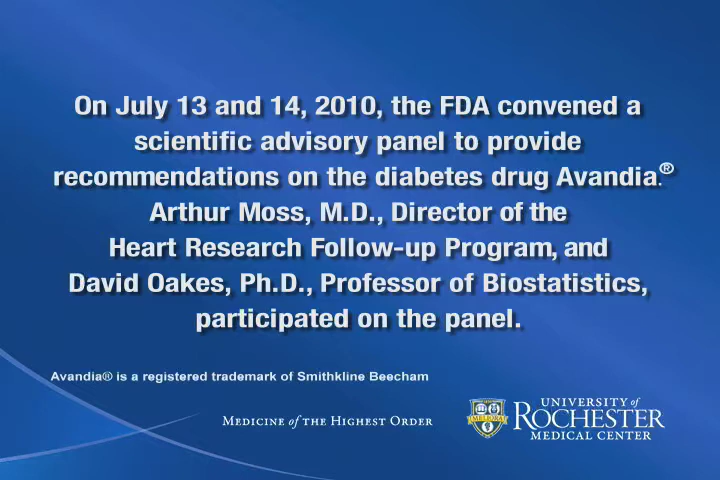 On July 13 and 14, 2010, the FDA convened a
scientific advisory panel to provide
recommendations on the diabetes drug Avandia.®
Arthur Moss, M.D., Director of the
Heart Research Follow-up Program, and
David Oakes, Ph.D., Professor of Biostatistics,
participated on the panel.
Avandia® is a registered trademark of Smithkline Beecham
MEDICINE of THE HIGHEST ORDER
MELIORA
UNIVERSITY of
ROCHESTER
MEDICAL CENTER